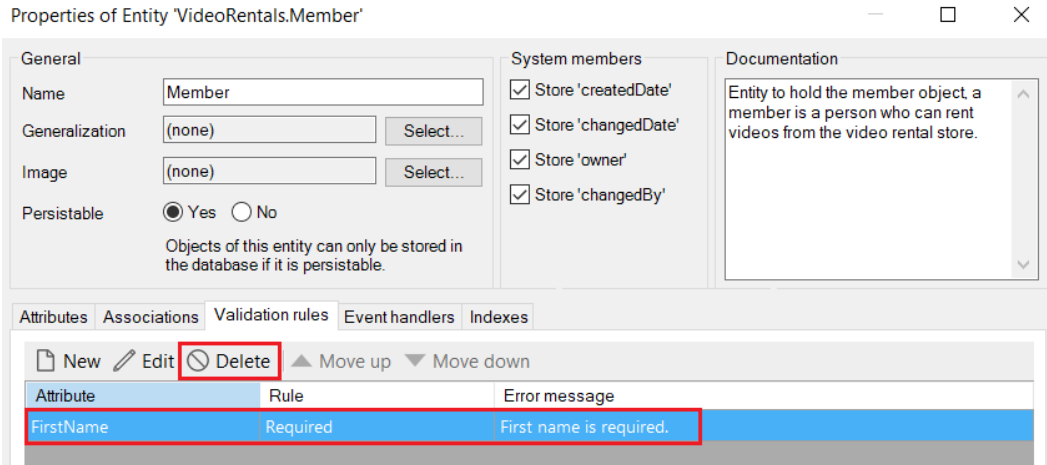 Properties of Entity 'VideoRentals.Member'
General
Name
Member
Generalization
(none)
Select...
Image
(none)
Select...
Persistable
Yes
No
Objects of this entity can only be stored in
the database if it is persistable.
System members
Store 'createdDate'
Store 'changedDate'
Store 'owner'
Store 'changedBy'
Documentation
Entity to hold the member object, a
member is a person who can rent
videos from the video rental store.
Attributes Associations Validation rules Event handlers Indexes
New Edit Delete Move up Move down
Attribute Rule Error message
FirstName Required First name is required.